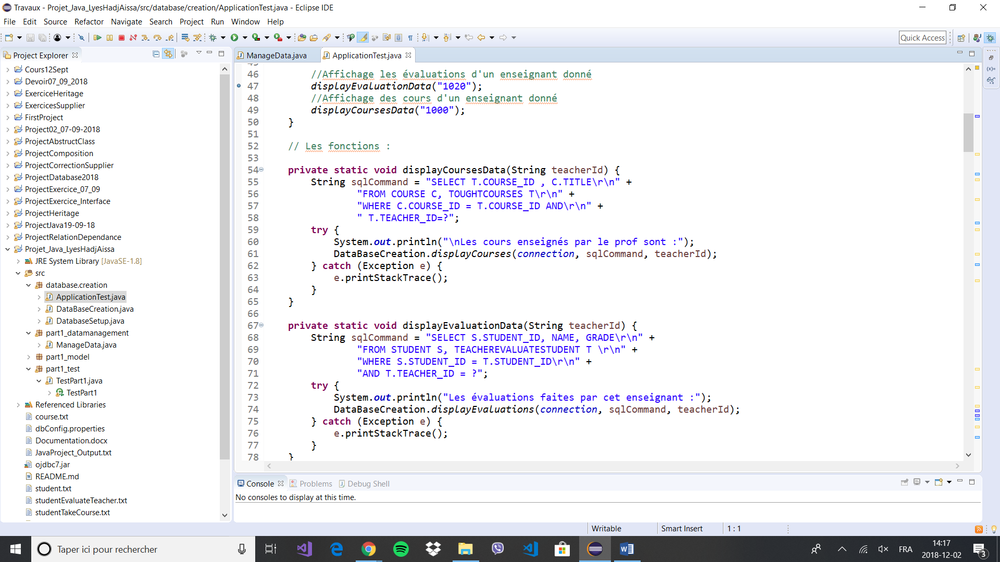 Travaux - Projet_Java_LyesHadjAissa/src/database/creation/ApplicationTest.java - Eclipse IDE
File Edit Source Refactor Navigate Search Project Run Window Help
Quick Access
Project Explorer
Cours12Sept
Devoir07_09_2018
ExerciceHeritage
ExercicesSupplier
FirstProject
Project02_07-09-2018
ProjectAbstructClass
ProjectComposition
ProjectCorrectionSupplier
ProjectDatabase2018
ProjectExercice_07_09
ProjectExercice_Interface
ProjectHeritage
ProjectJava19-09-18
ProjectRelationDependance
Projet_Java_LyesHadjAissa
JRE System Library [JavaSE-1.8]
src
database.creation
ApplicationTest.java
DataBaseCreation.java
DatabaseSetup.java
part1_datamanagement
ManageData.java
part1_model
part1_test
TestPart1.java
TestPart1
Referenced Libraries
course.txt
dbConfig.properties
Documentation.docx
JavaProject_Output.txt
ojdbc7.jar
README.md
student.txt
studentEvaluateTeacher.txt
studentTakeCourse.txt
ManageData.java
ApplicationTest.java
45
46 //Affichage les évaluations d'un enseignant donné
47 displayEvaluationData("1020");
48 //Affichage des cours d'un enseignant donné
49 displayCoursesData("1000");
50 }
51
52 // Les fonctions :
53
54 private static void displayCoursesData(String teacherId) {
55 String sqlCommand = "SELECT T.COURSE_ID , C.TITLE\r\n" +
56 "FROM COURSE C, TOUGHTCOURSES T\r\n" +
57 "WHERE C.COURSE_ID = T.COURSE_ID AND\r\n" +
58 " T.TEACHER_ID=?";
59 try {
60 System.out.println("\nLes cours enseignés par le prof sont :");
61 DataBaseCreation.displayCourses(connection, sqlCommand, teacherId);
62 } catch (Exception e) {
63 e.printStackTrace();
64 }
65 }
66
67 private static void displayEvaluationData(String teacherId) {
68 String sqlCommand = "SELECT S.STUDENT_ID, NAME, GRADE\r\n" +
69 "FROM STUDENT S, TEACHEREVALUATESTUDENT T \r\n" +
70 "WHERE S.STUDENT_ID = T.STUDENT_ID\r\n" +
71 "AND T.TEACHER_ID = ?";
72 try {
73 System.out.println("Les évaluations faites par cet enseignant :");
74 DataBaseCreation.displayEvaluations(connection, sqlCommand, teacherId);
75 } catch (Exception e) {
76 e.printStackTrace();
77 }
78 }
Console Problems Debug Shell
No consoles to display at this time.
Writable Smart Insert 1 : 1
Taper ici pour rechercher
FRA
14:17
2018-12-02
3